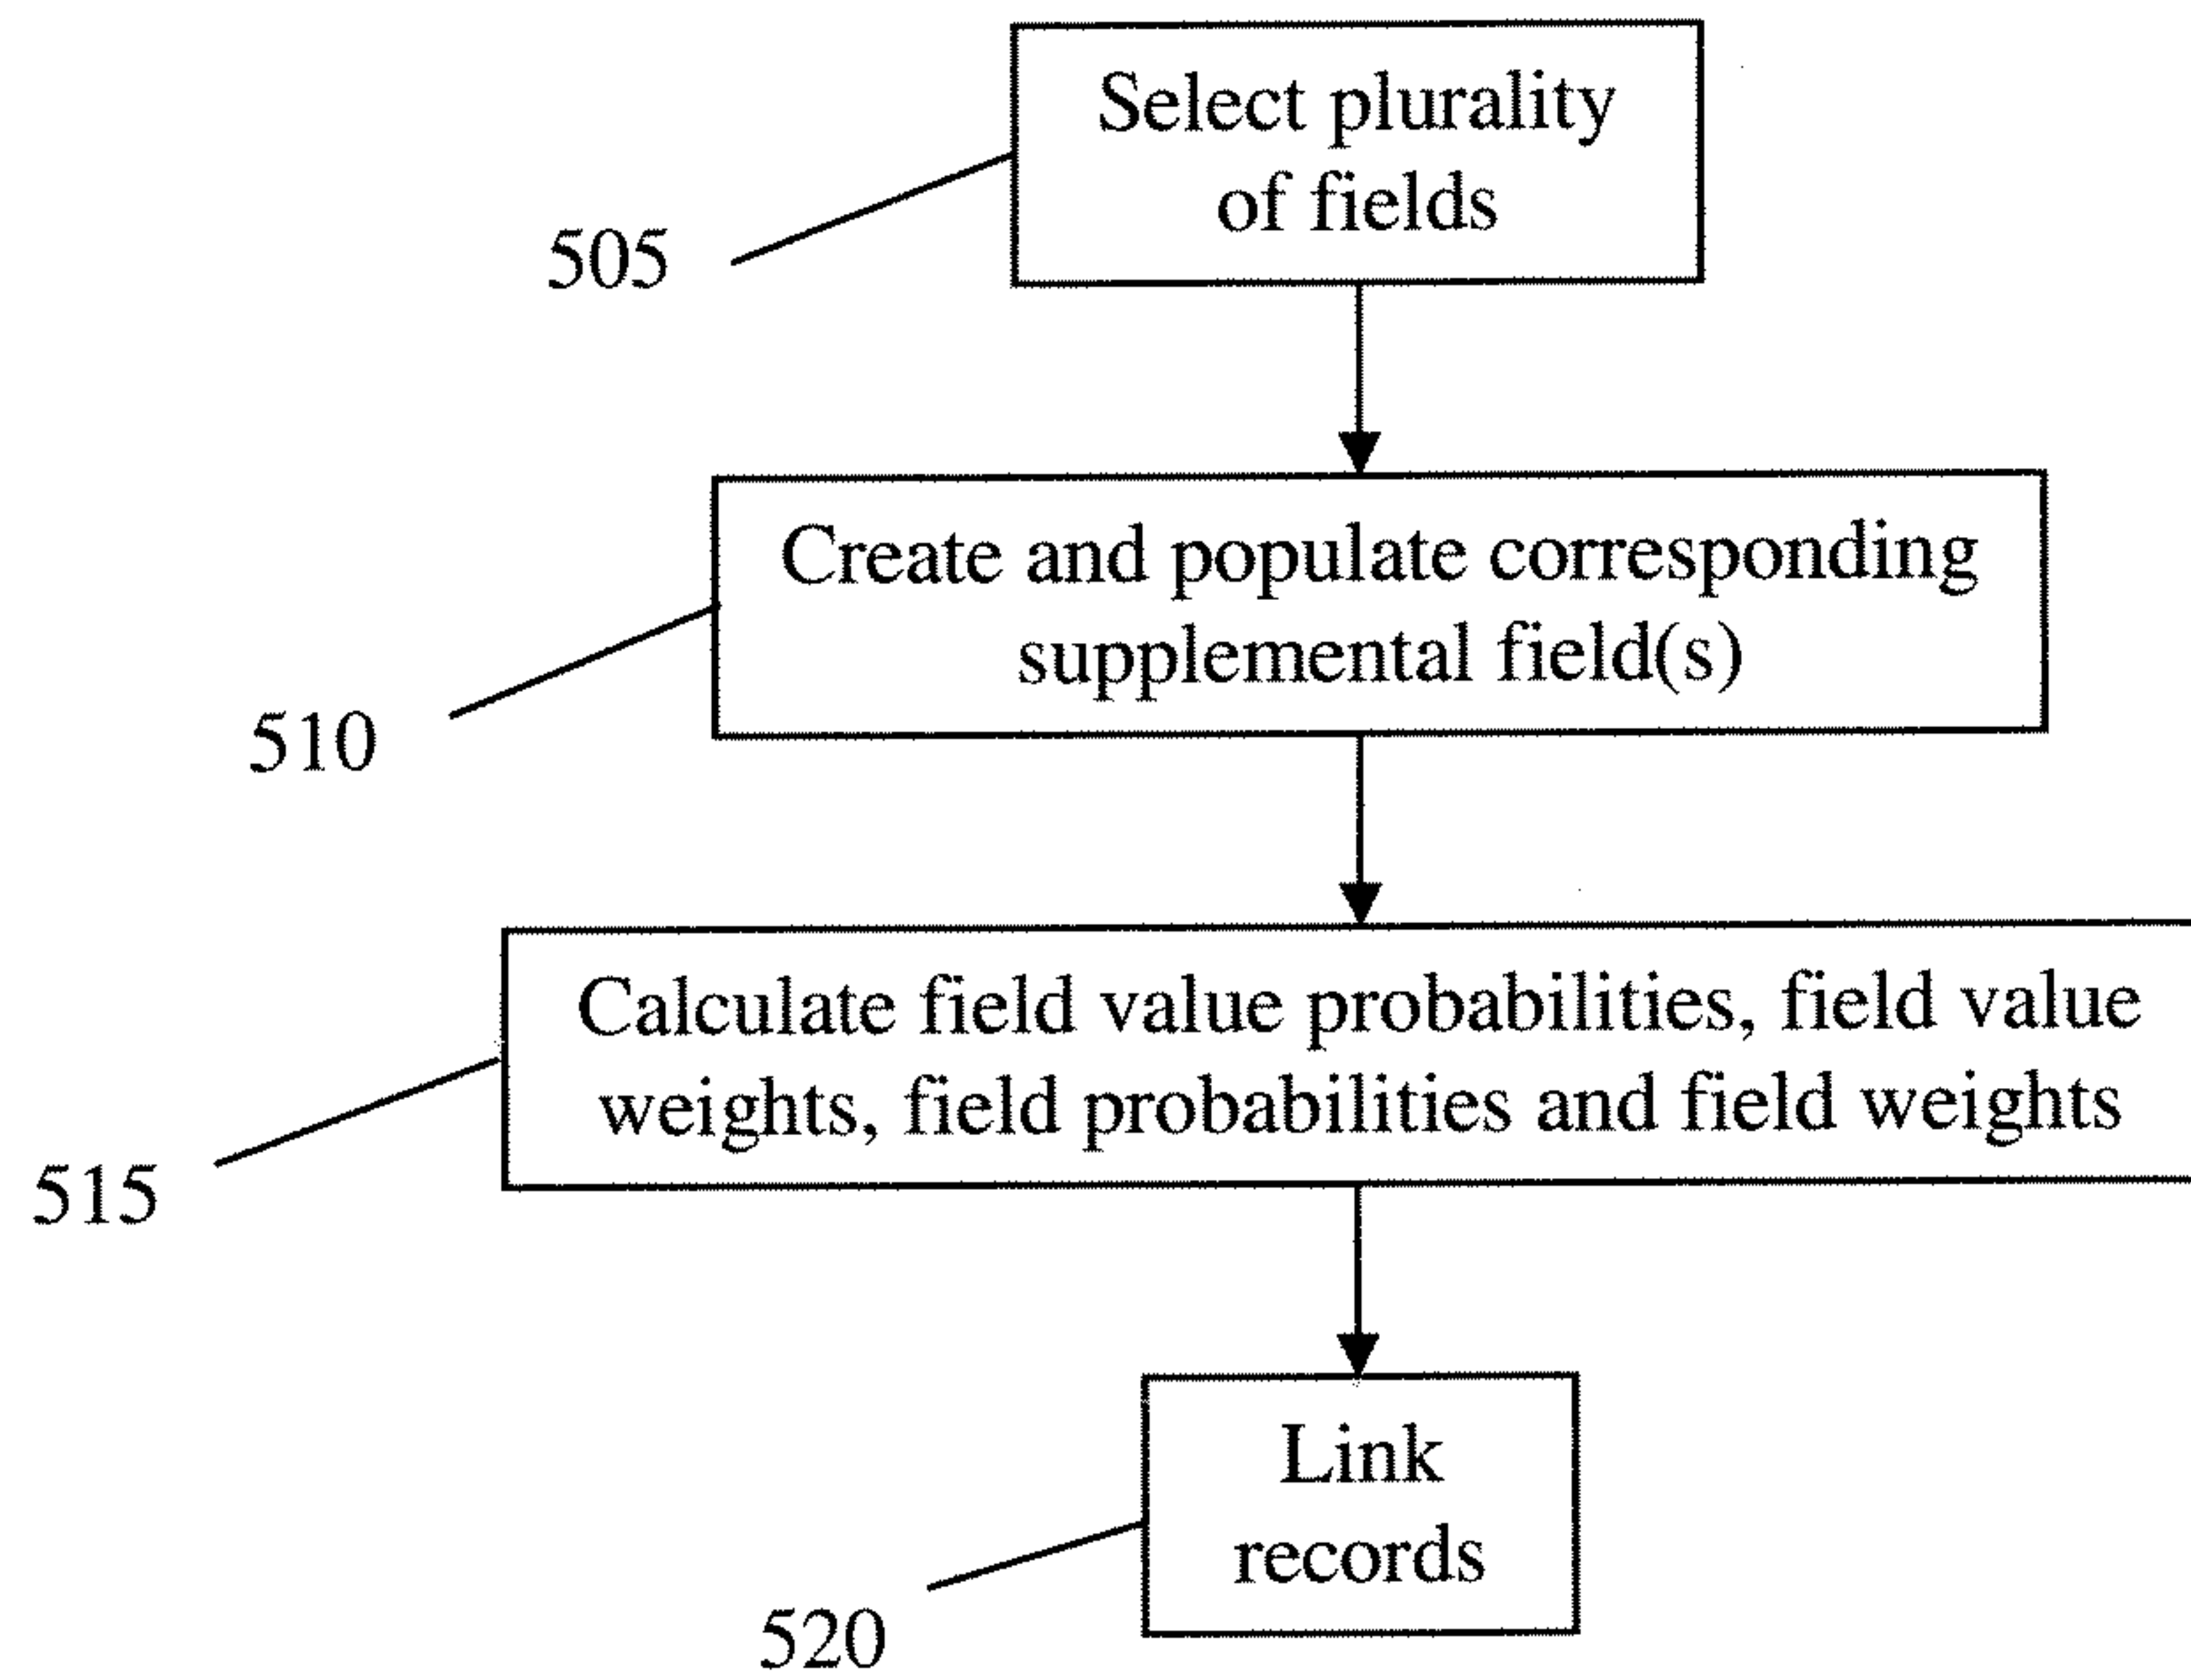 Select plurality
of fields
505
Create and populate corresponding
supplemental field(s)
510
Calculate field value probabilities, field value
weights, field probabilities and field weights
515
Link
records
520